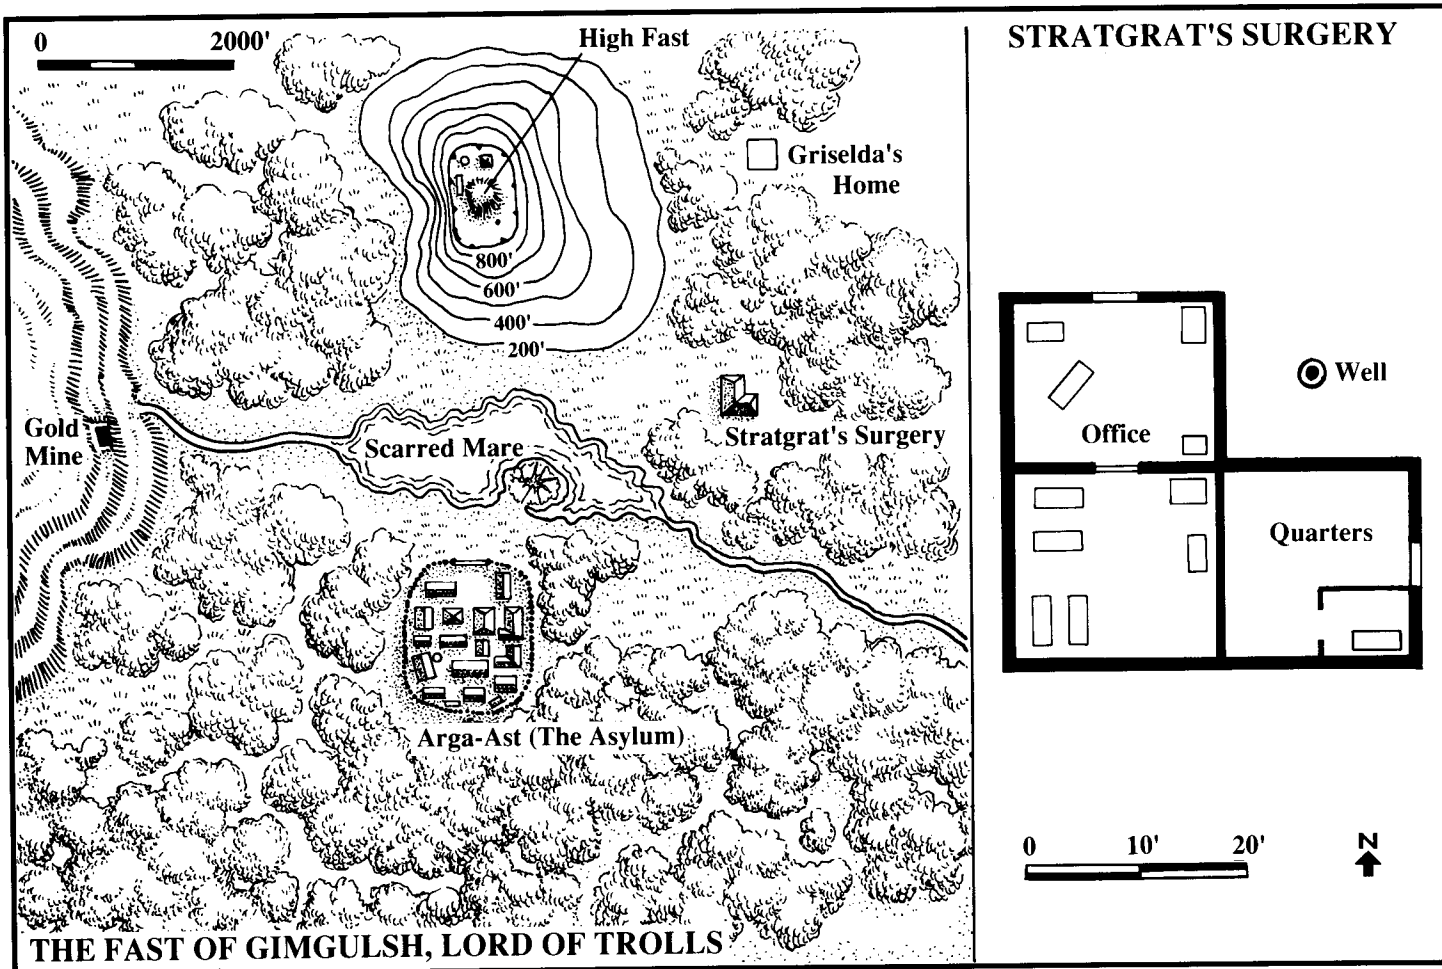 0 2000'
High Fast
Griselda's
Home
800'
600'
400'
200'
Gold
Mine
Scarred Mare
Stratgrat's Surgery
Arga-Ast (The Asylum)
THE FAST OF GIMGULSH, LORD OF TROLLS
STRATGRAT'S SURGERY
Well
Office
Quarters
0 10' 20'
N